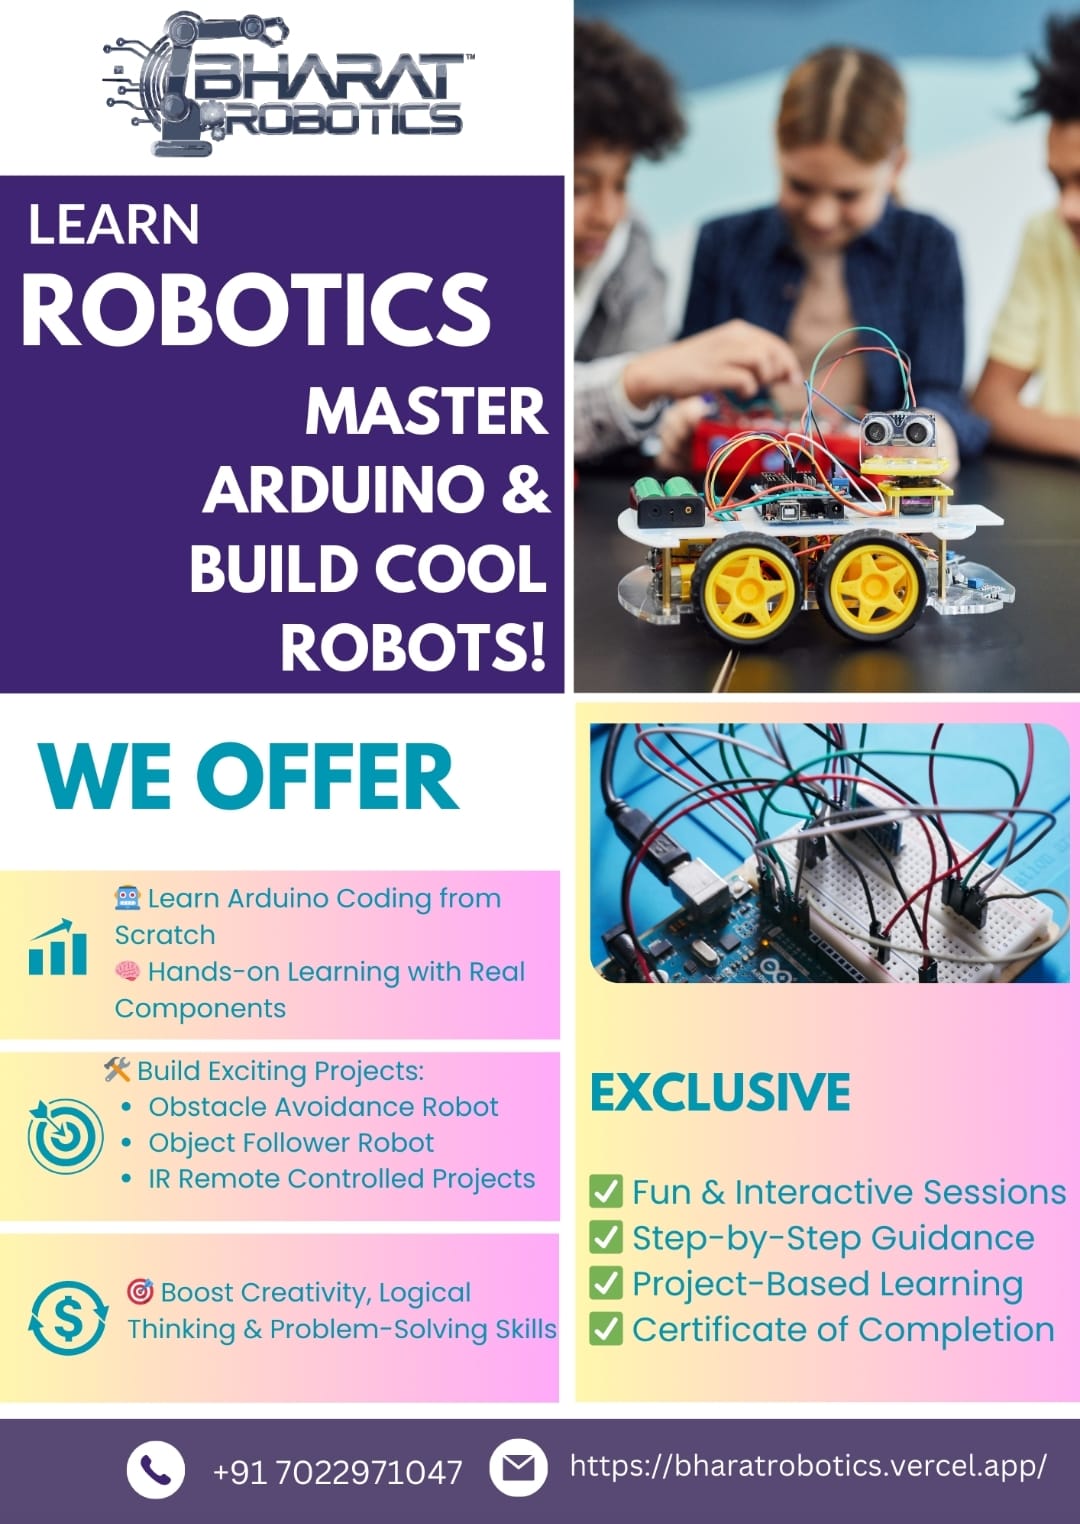 BHARAT™
ROBOTICS
LEARN
ROBOTICS
MASTER
ARDUINO &
BUILD COOL
ROBOTS!
WE OFFER
🤖 Learn Arduino Coding from
Scratch
🧠 Hands-on Learning with Real
Components
🛠️ Build Exciting Projects:
• Obstacle Avoidance Robot
• Object Follower Robot
• IR Remote Controlled Projects
🎯 Boost Creativity, Logical
Thinking & Problem-Solving Skills
EXCLUSIVE
✅ Fun & Interactive Sessions
✅ Step-by-Step Guidance
✅ Project-Based Learning
✅ Certificate of Completion
+91 7022971047
https://bharatrobotics.vercel.app/